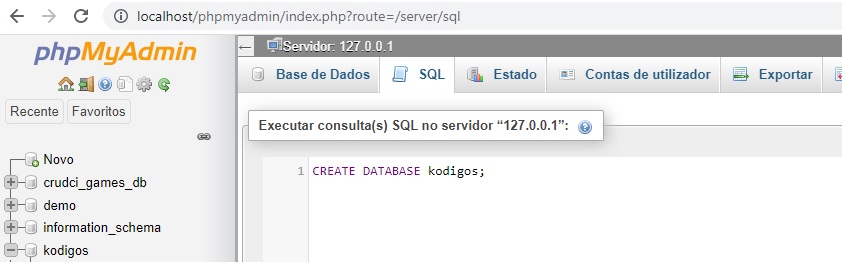 localhost/phpmyadmin/index.php?route=/server/sql
phpMyAdmin
Recente Favoritos
Novo
crudci_games_db
demo
information_schema
kodigos
Servidor: 127.0.0.1
Base de Dados SQL Estado Contas de utilizador Exportar
Executar consulta(s) SQL no servidor “127.0.0.1”:
1 CREATE DATABASE kodigos;